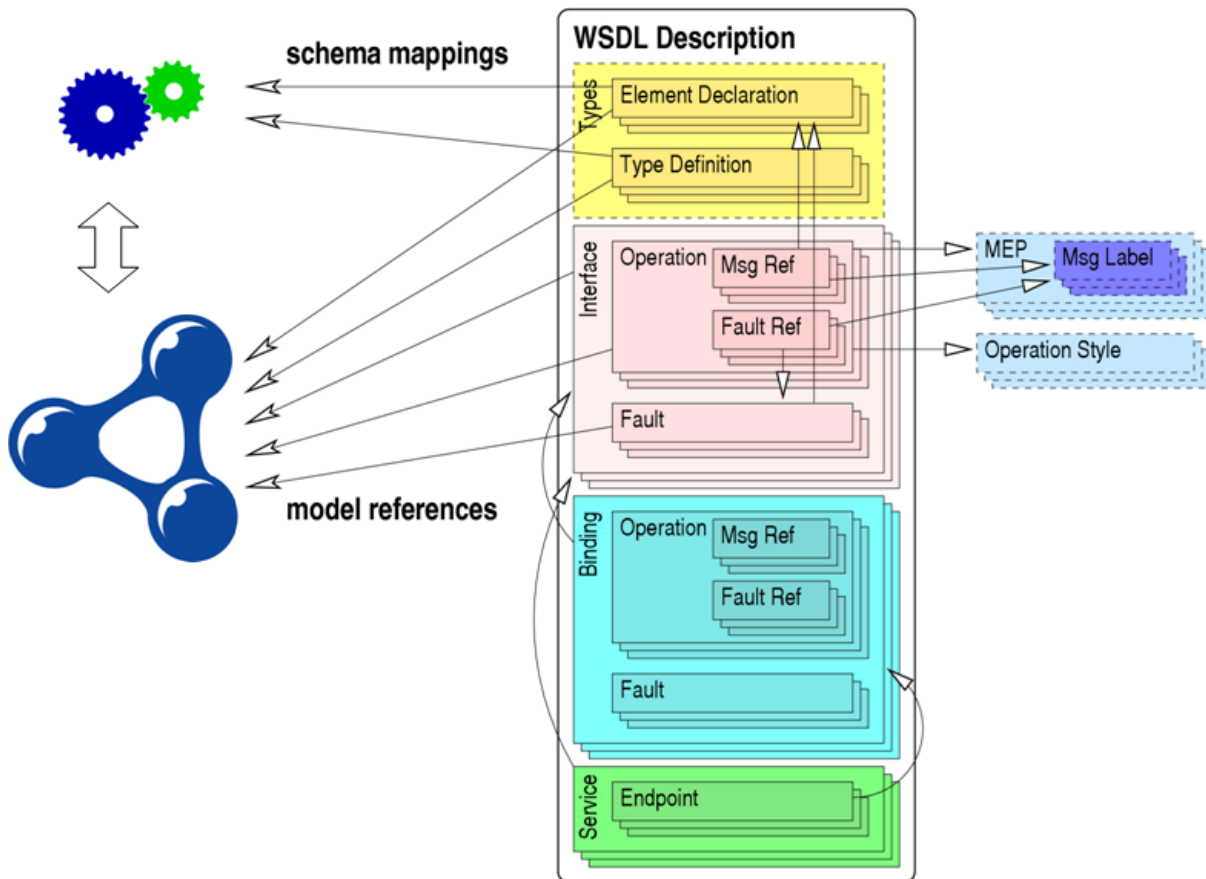 WSDL Description
schema mappings
Types
Element Declaration
Type Definition
Interface
Operation
Msg Ref
Fault Ref
Fault
MEP
Msg Label
Operation Style
model references
Binding
Operation
Msg Ref
Fault Ref
Fault
Service
Endpoint